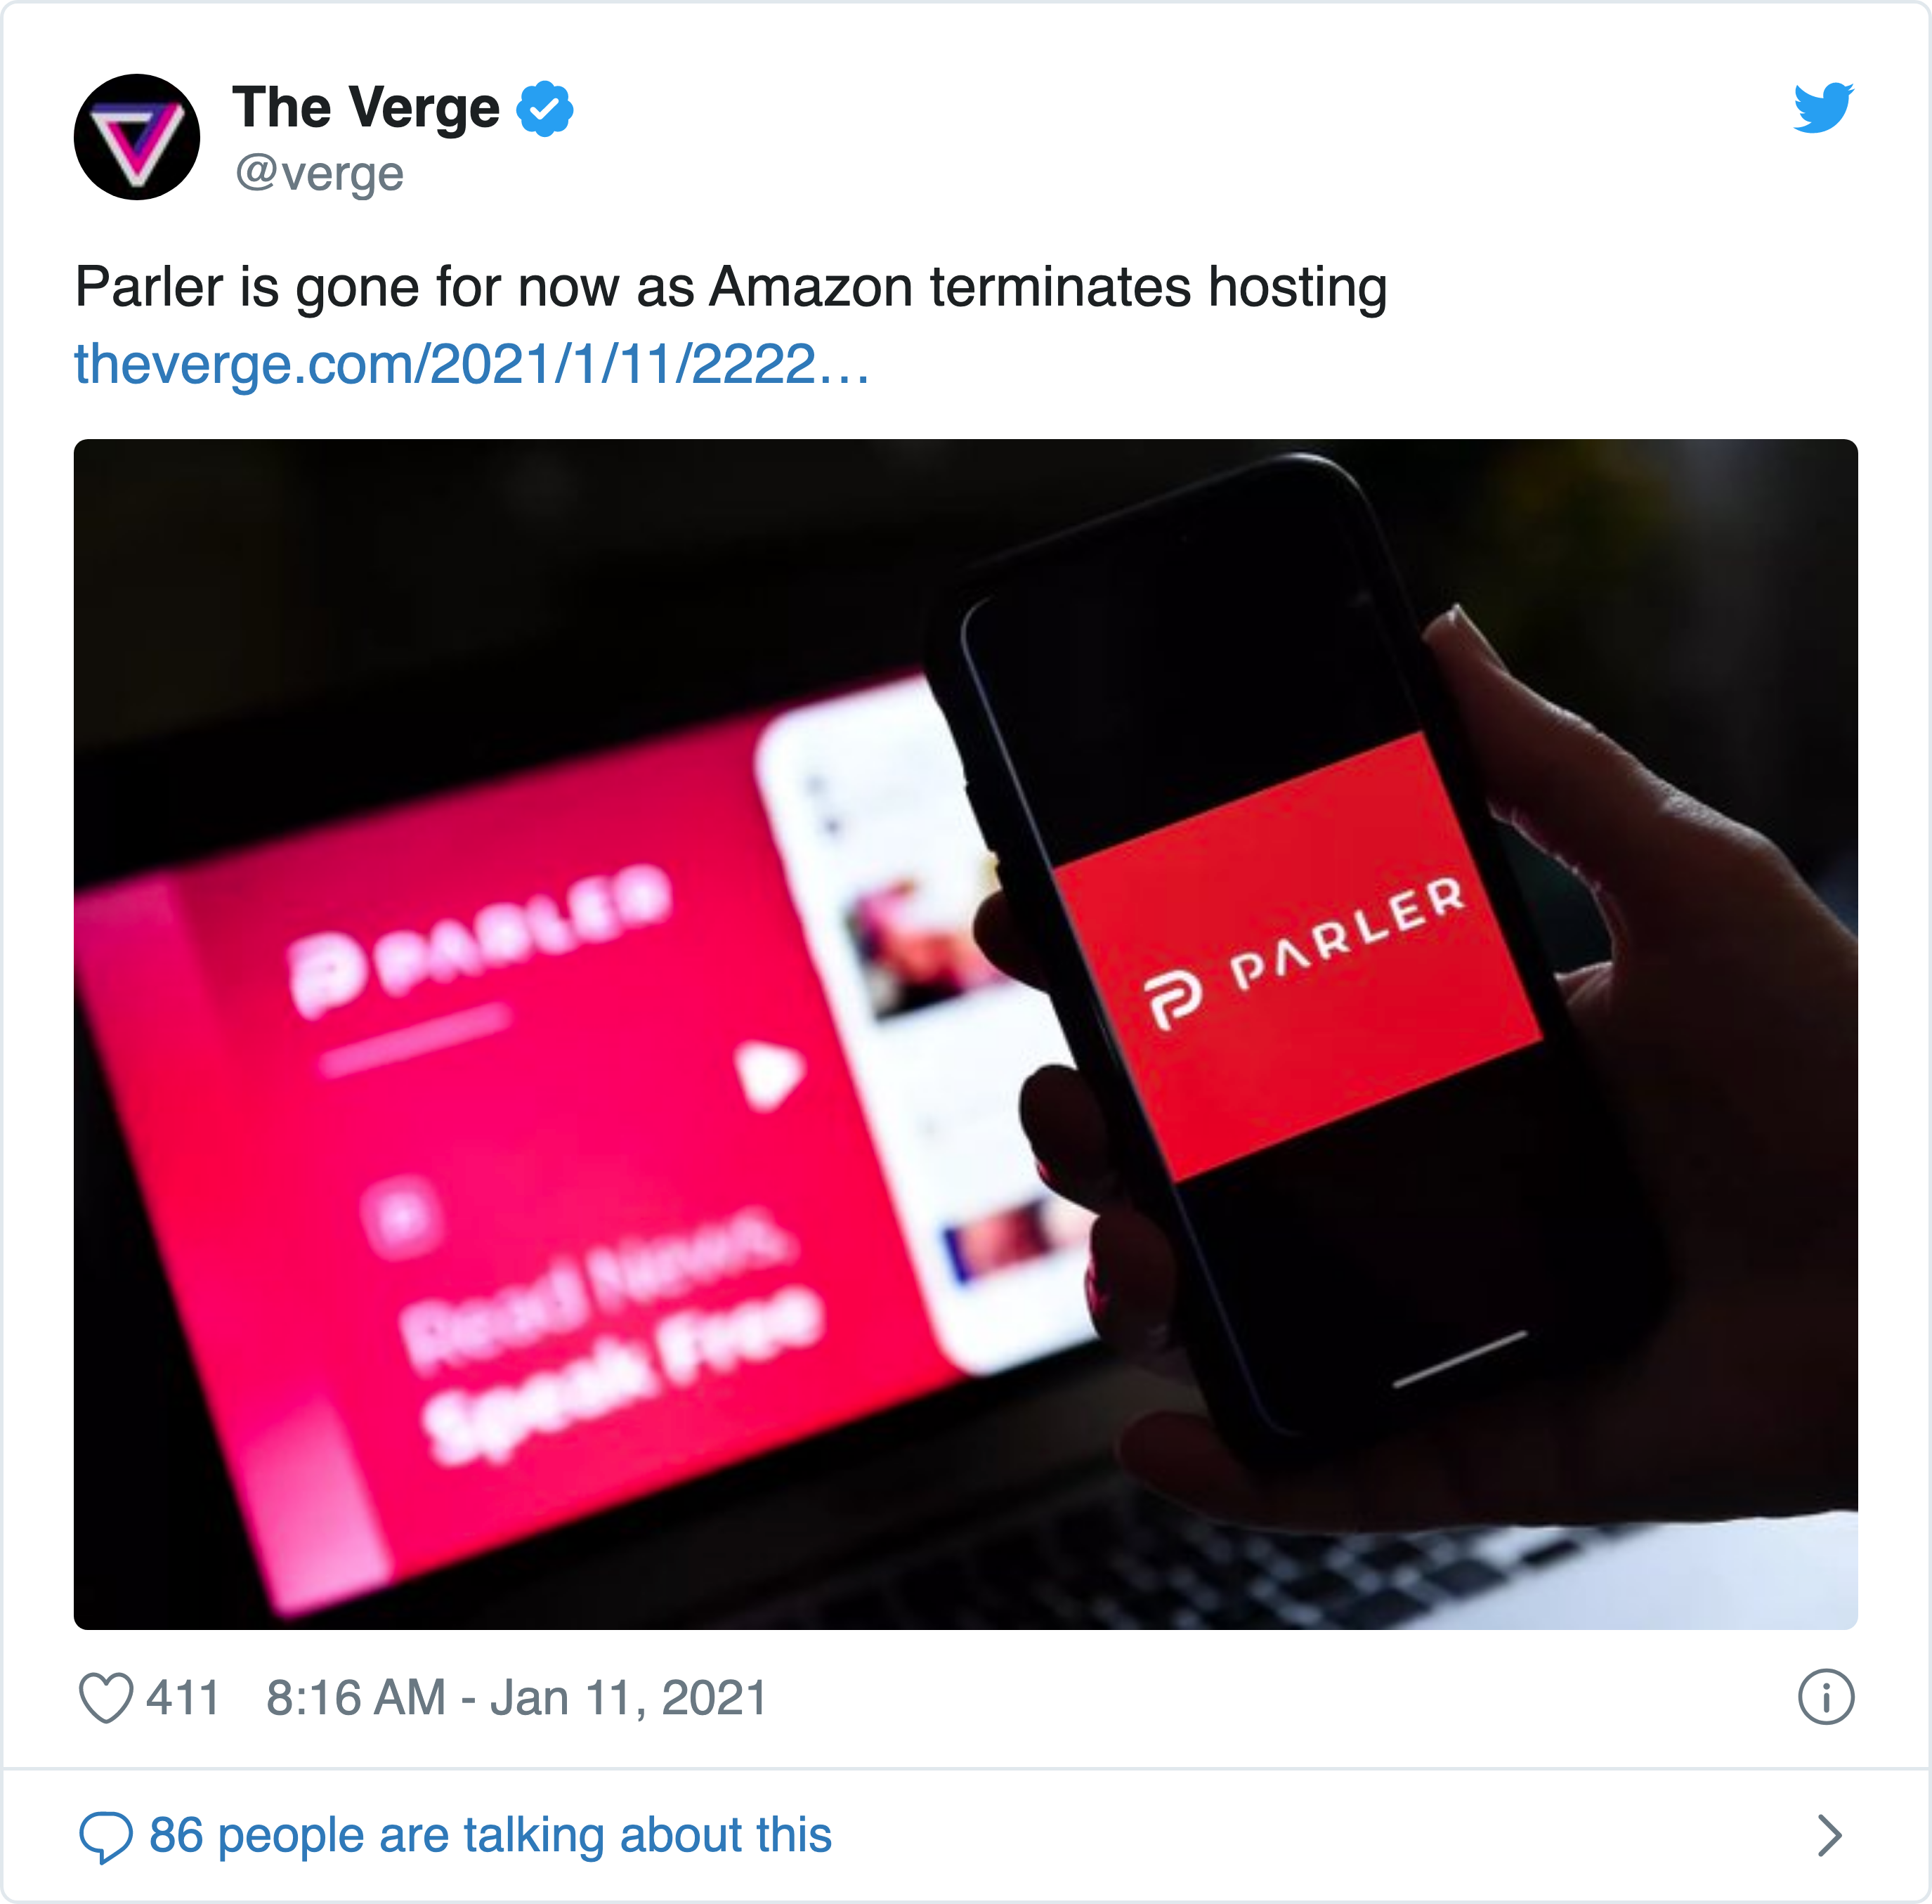 The Verge
@verge
Parler is gone for now as Amazon terminates hosting
theverge.com/2021/1/11/2222…
PARLER
PARLER
Read News.
Speak Free
411 8:16 AM - Jan 11, 2021
86 people are talking about this